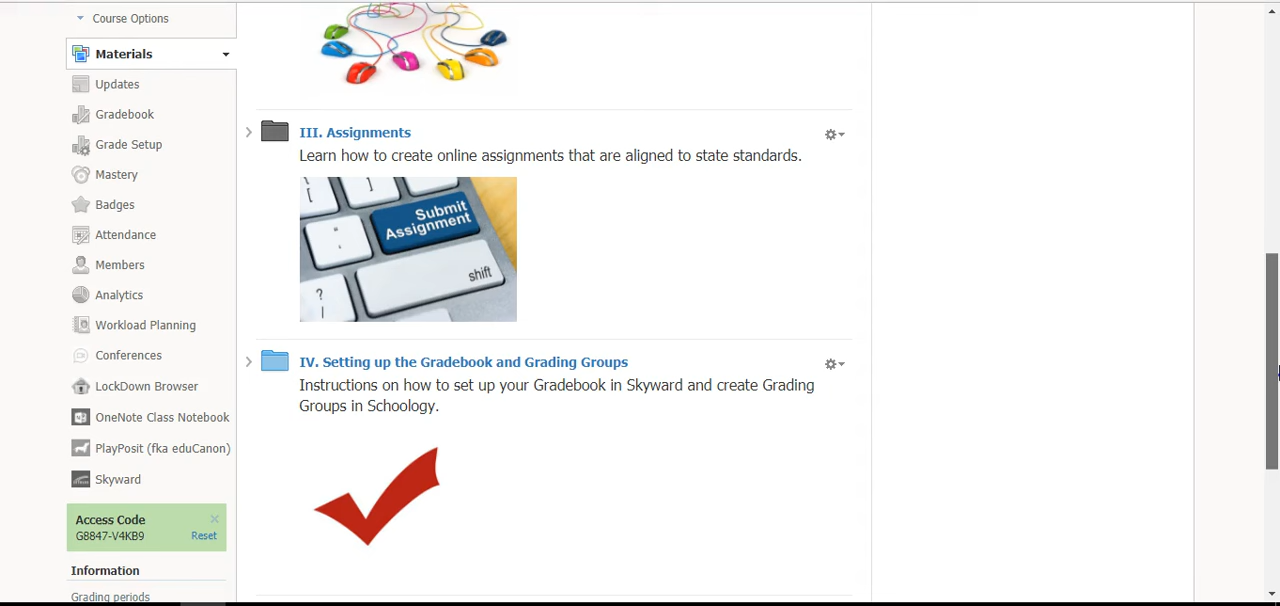 Course Options
Materials
Updates
Gradebook
Grade Setup
Mastery
Badges
Attendance
Members
Analytics
Workload Planning
Conferences
LockDown Browser
OneNote Class Notebook
PlayPosit (fka eduCanon)
Skyward
Access Code
G8847-V4KB9
Reset
Information
Grading periods
III. Assignments
Learn how to create online assignments that are aligned to state standards.
Submit
Assignment
shift
IV. Setting up the Gradebook and Grading Groups
Instructions on how to set up your Gradebook in Skyward and create Grading
Groups in Schoology.